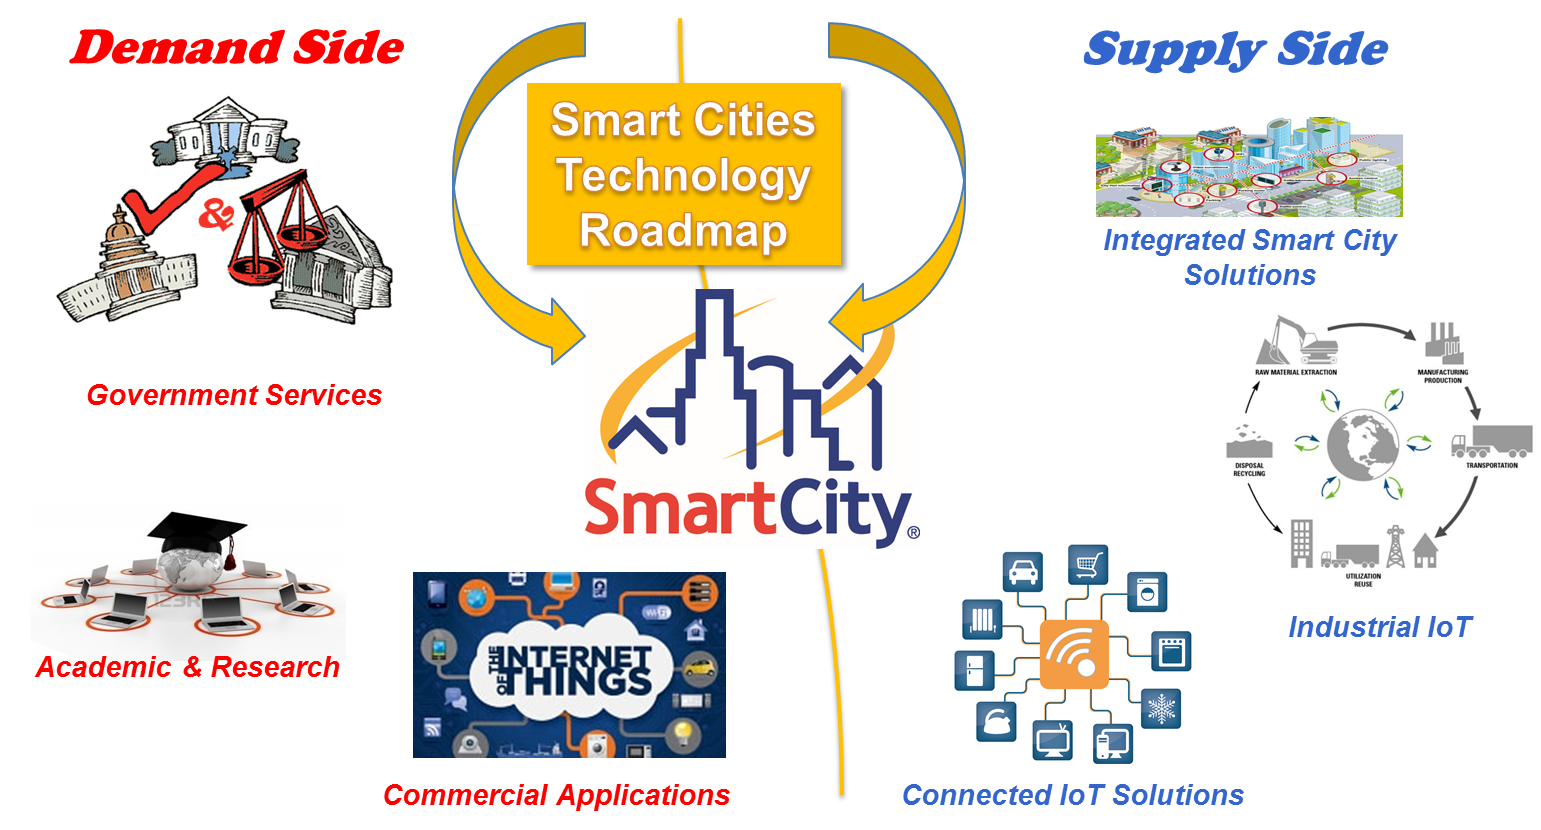 Demand Side
Supply Side
Smart Cities
Technology
Roadmap
&
Government Services
Integrated Smart City
Solutions
RAW MATERIAL EXTRACTION
MANUFACTURING
PRODUCTION
TRANSPORTATION
UTILIZATION
REUSE
DISPOSAL
RECYCLING
Industrial IoT
SmartCity®
Academic & Research
WiFi
THE
INTERNET
OF
THINGS
Commercial Applications
Connected IoT Solutions